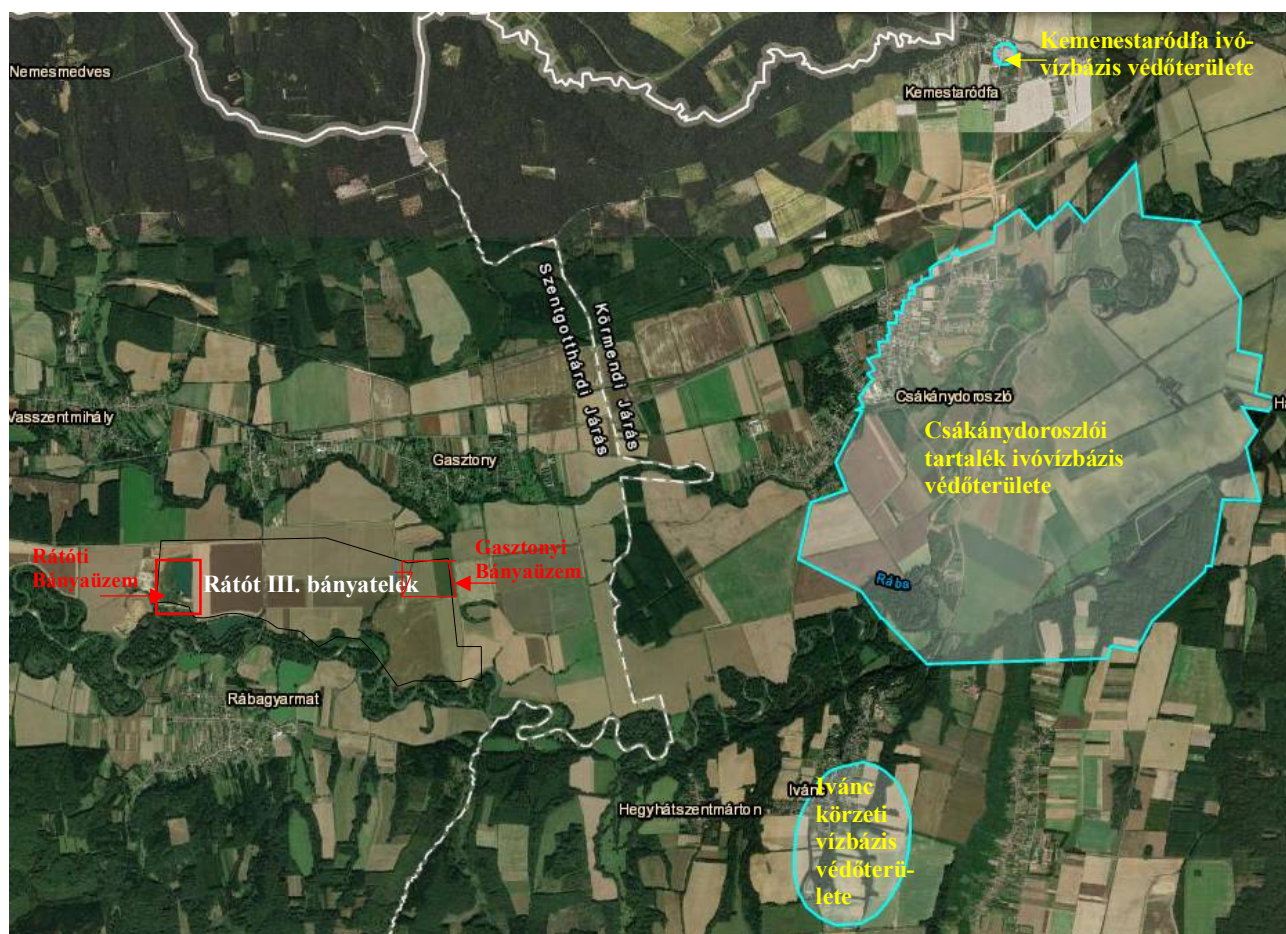 Kemenestaródfa ivó-
vízbázis védőterülete
Nemesmedves
Kemestaródfa
Szentgotthárdi Járás
Körmendi Járás
Csákánydoroszló
Vasszentmihály
Csákánydoroszlói
tartalék ivóvízbázis
védőterülete
Gasztony
Rátóti
Bányaüzem
Rátót III. bányatelek
Gasztonyi
Bányaüzem
Rába
Rábagyarmat
Hegyhátszentmárton
Ivánc
körzeti
vízbázis
védőterü-
lete